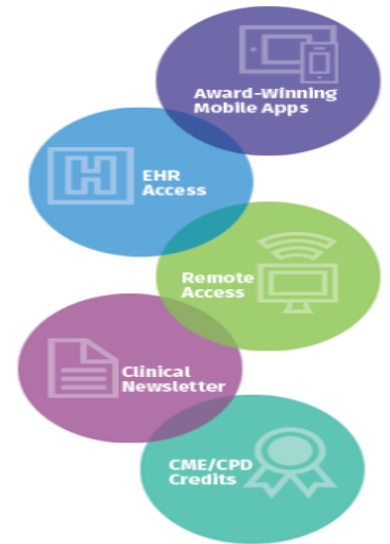 Award-Winning
Mobile Apps
EHR
Access
Remote
Access
Clinical
Newsletter
CME/CPD
Credits